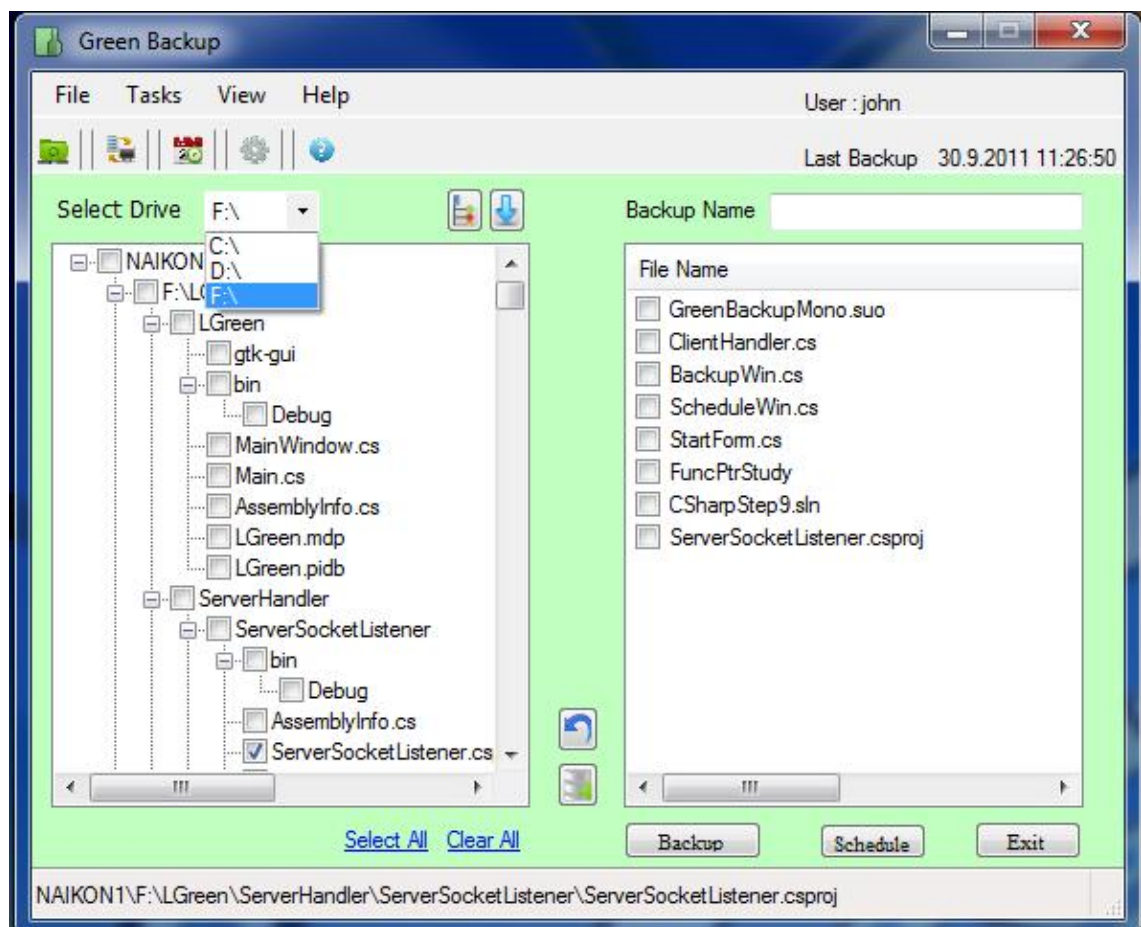 Green Backup
File Tasks View Help
User : john
Last Backup 30.9.2011 11:26:50
Select Drive F:\
C:\
D:\
F:\
Backup Name
NAIKON
F:\L
LGreen
gtk-gui
bin
Debug
MainWindow.cs
Main.cs
AssemblyInfo.cs
LGreen.mdp
LGreen.pidb
ServerHandler
ServerSocketListener
bin
Debug
AssemblyInfo.cs
ServerSocketListener.cs
File Name
GreenBackupMono.suo
ClientHandler.cs
BackupWin.cs
ScheduleWin.cs
StartForm.cs
FuncPtrStudy
CSharpStep9.sln
ServerSocketListener.csproj
Select All Clear All
Backup Schedule Exit
NAIKON1\F:\LGreen\ServerHandler\ServerSocketListener\ServerSocketListener.csproj